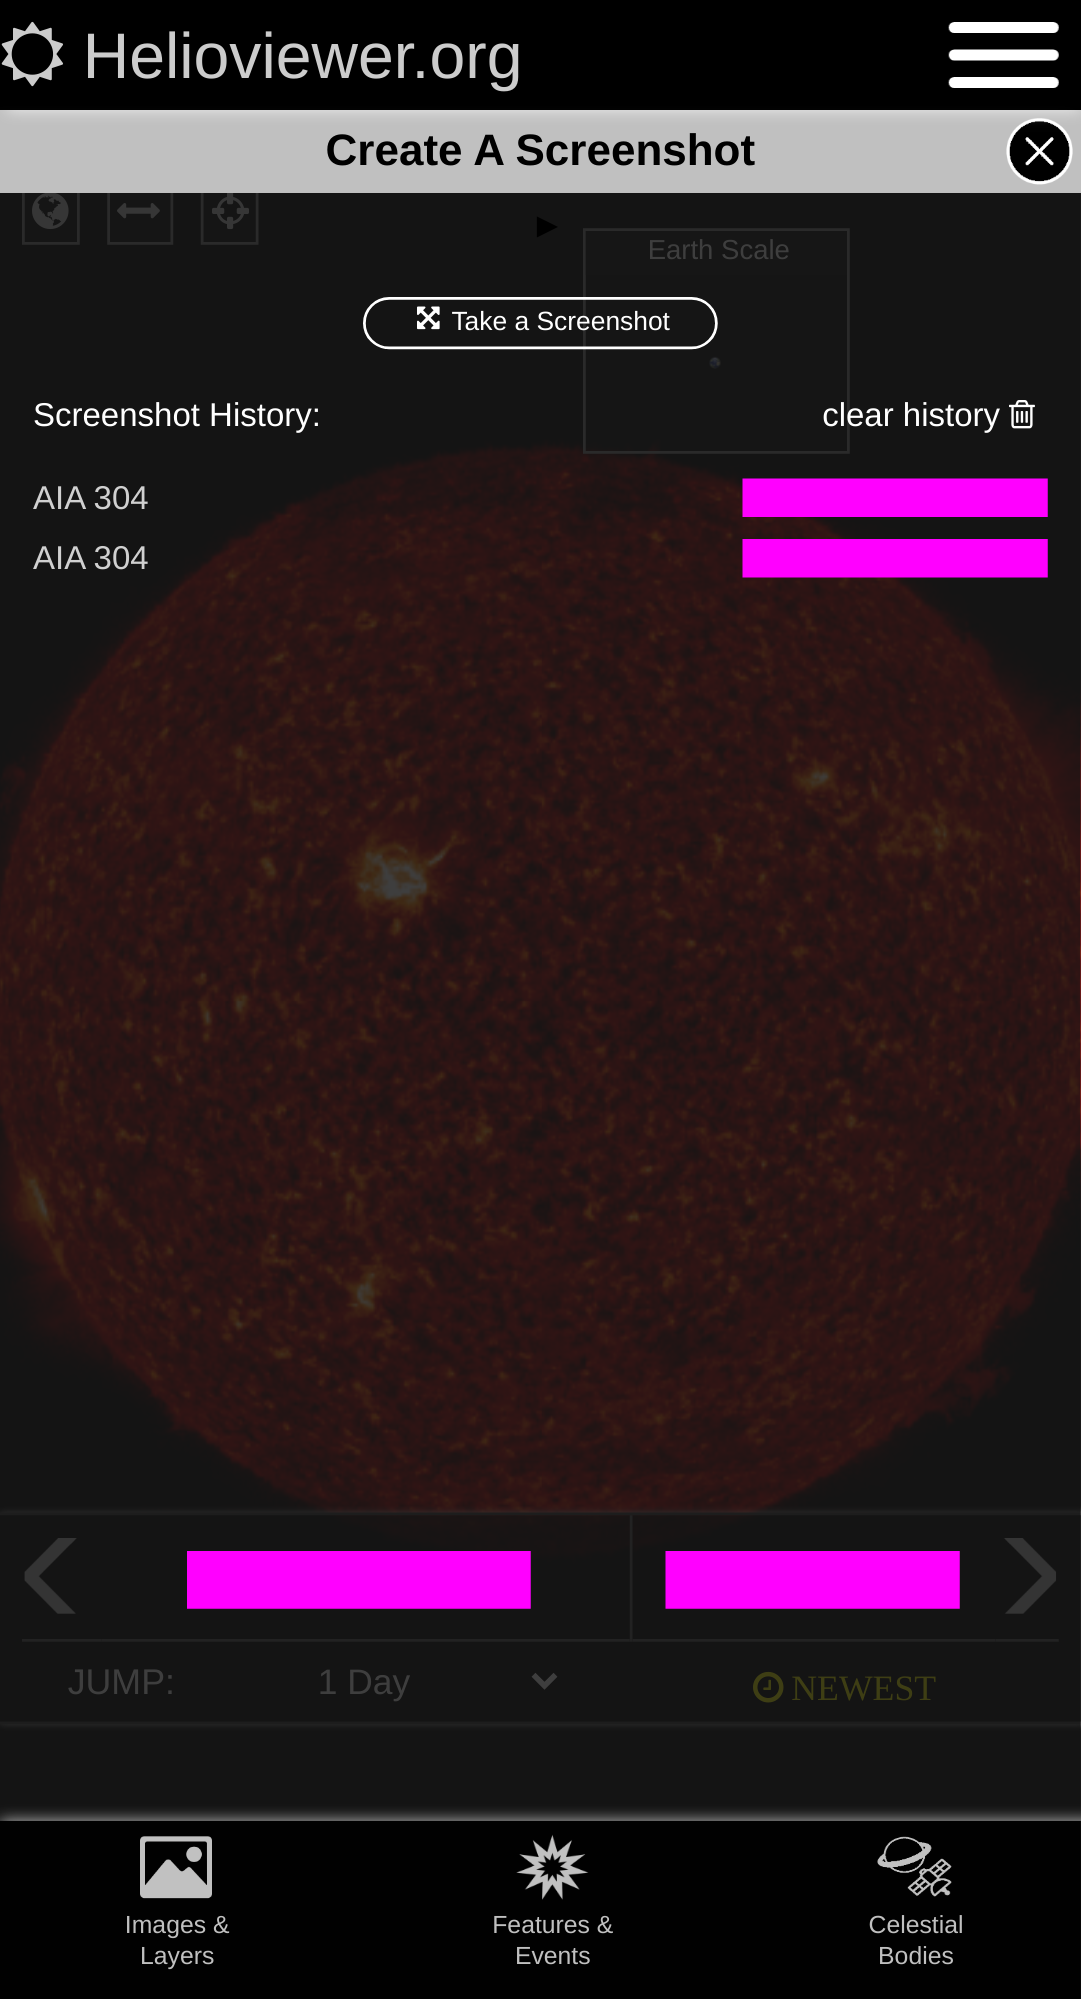 Helioviewer.org
Create A Screenshot
Earth Scale
Take a Screenshot
Screenshot History:
clear history
AIA 304
AIA 304
JUMP:
1 Day
NEWEST
Images &
Layers
Features &
Events
Celestial
Bodies